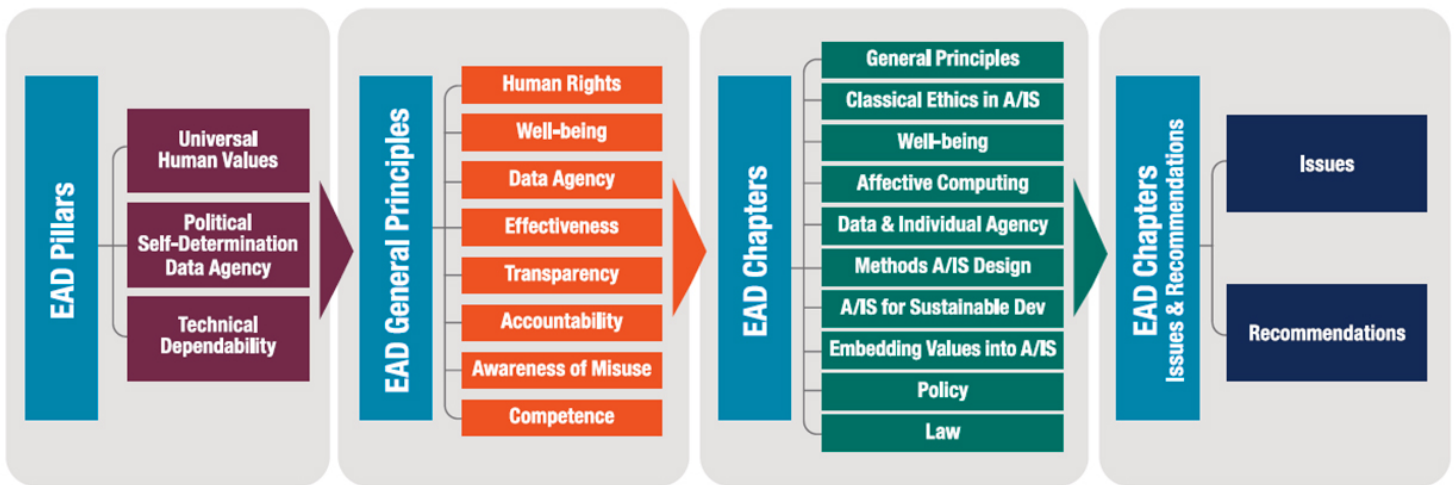 EAD Pillars
Universal
Human Values
Political
Self-Determination
Data Agency
Technical
Dependability
EAD General Principles
Human Rights
Well-being
Data Agency
Effectiveness
Transparency
Accountability
Awareness of Misuse
Competence
EAD Chapters
General Principles
Classical Ethics in A/IS
Well-being
Affective Computing
Data & Individual Agency
Methods A/IS Design
A/IS for Sustainable Dev
Embedding Values into A/IS
Policy
Law
EAD Chapters
Issues & Recommendations
Issues
Recommendations